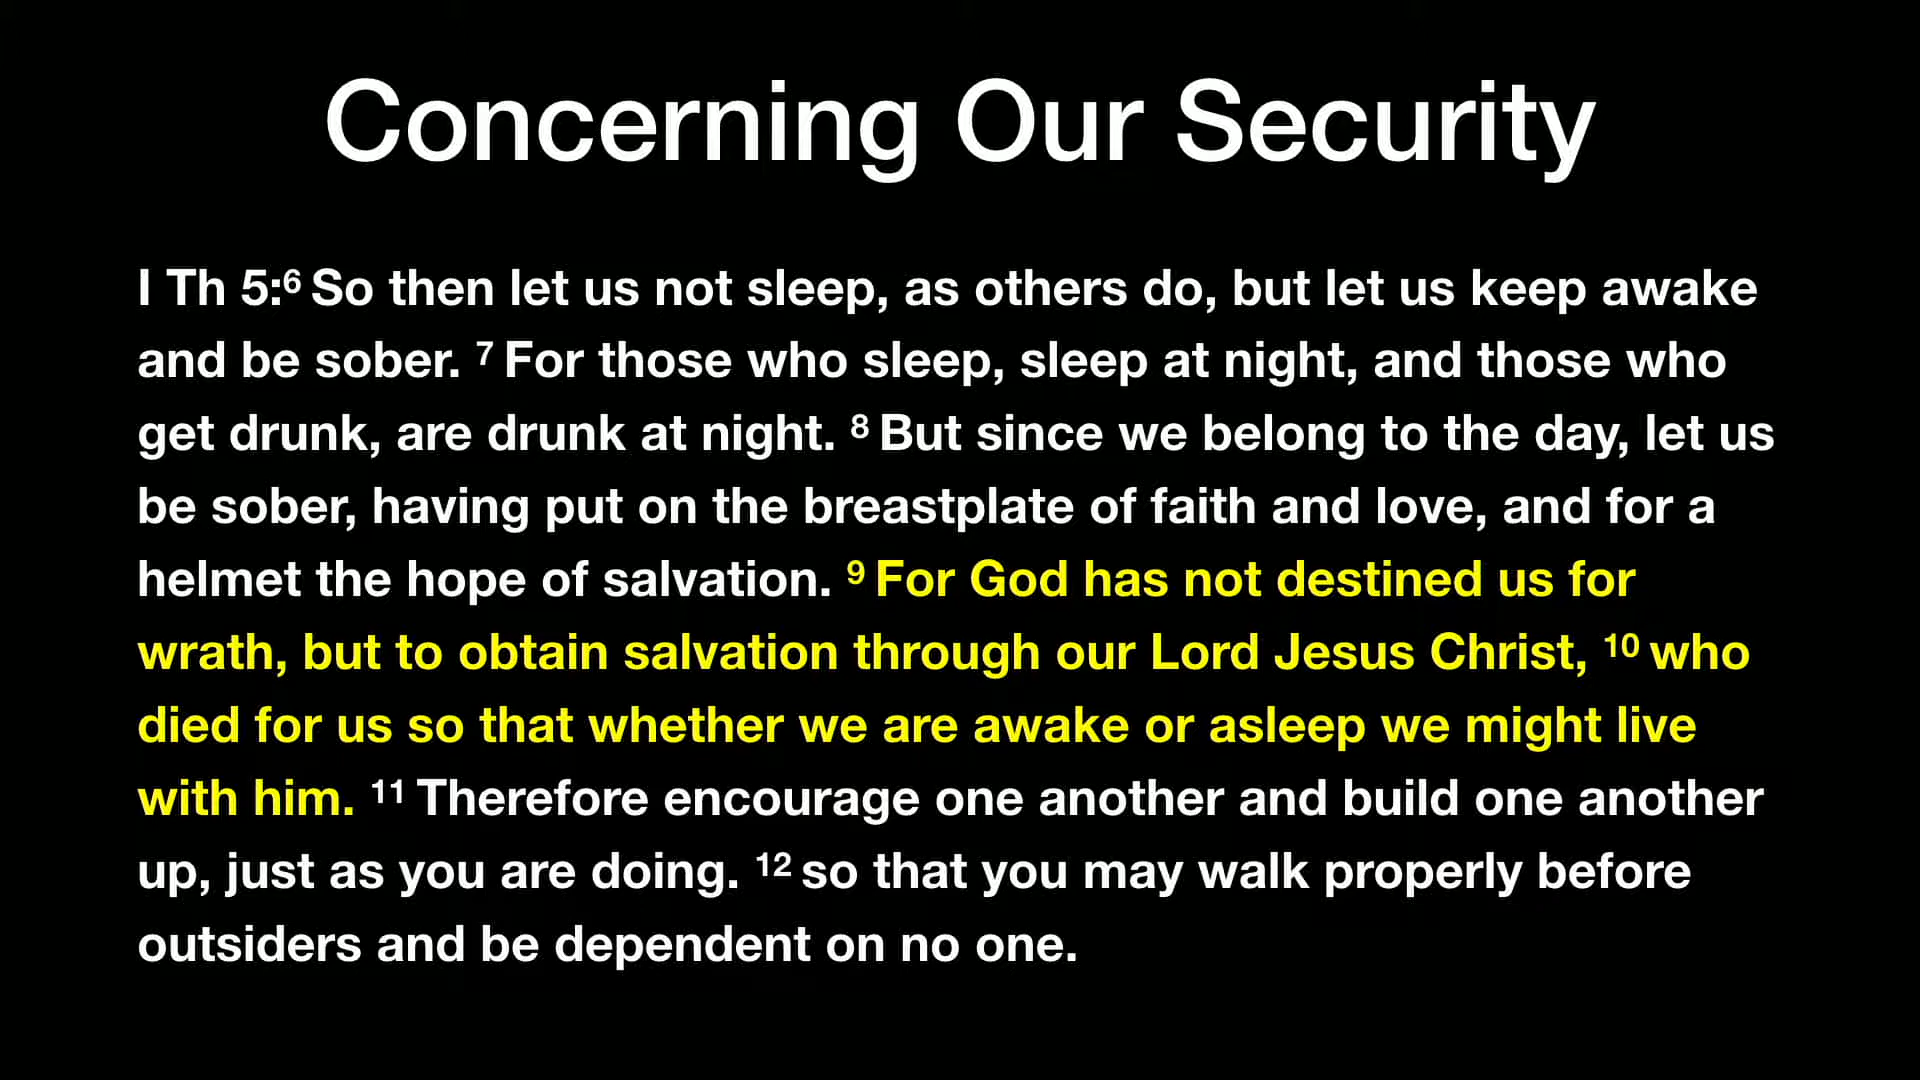 Concerning Our Security
I Th 5:⁶ So then let us not sleep, as others do, but let us keep awake
and be sober. ⁷ For those who sleep, sleep at night, and those who
get drunk, are drunk at night. ⁸ But since we belong to the day, let us
be sober, having put on the breastplate of faith and love, and for a
helmet the hope of salvation. ⁹ For God has not destined us for
wrath, but to obtain salvation through our Lord Jesus Christ, ¹⁰ who
died for us so that whether we are awake or asleep we might live
with him. ¹¹ Therefore encourage one another and build one another
up, just as you are doing. ¹² so that you may walk properly before
outsiders and be dependent on no one.